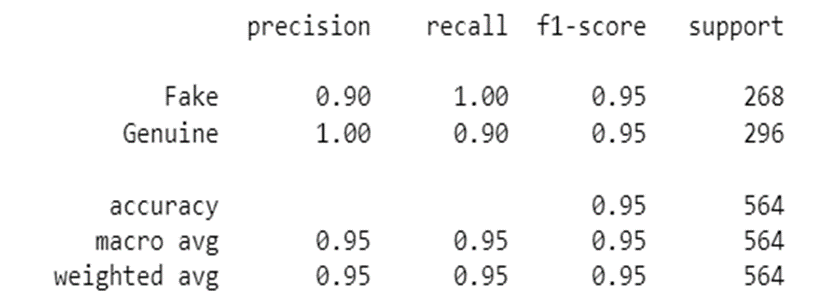 precision recall f1-score support
Fake 0.90 1.00 0.95 268
Genuine 1.00 0.90 0.95 296
accuracy 0.95 564
macro avg 0.95 0.95 0.95 564
weighted avg 0.95 0.95 0.95 564